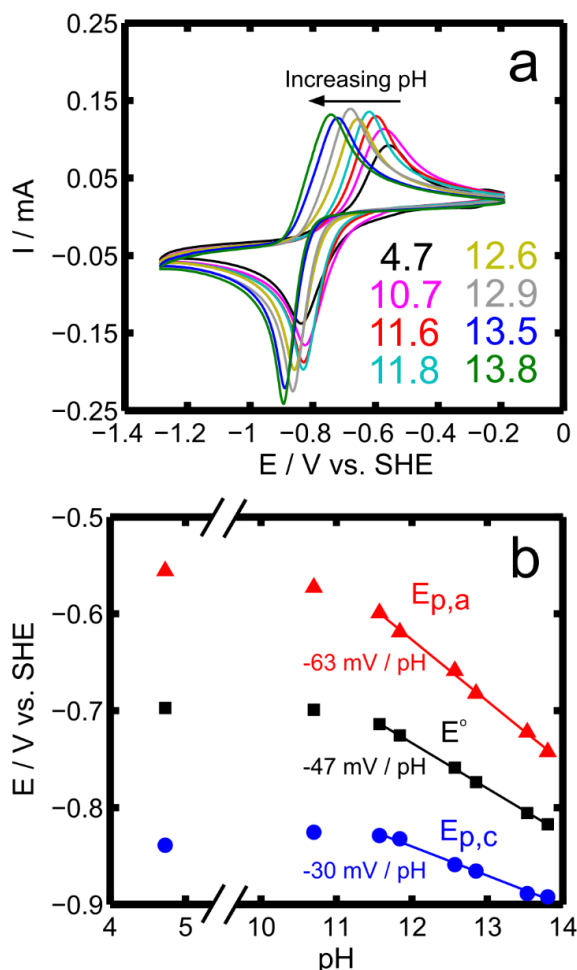 a
Increasing pH
0.25
0.15
0.05
−0.05
−0.15
−0.25
I / mA
4.7 12.6
10.7 12.9
11.6 13.5
11.8 13.8
−1.4 −1.2 −1 −0.8 −0.6 −0.4 −0.2 0
E / V vs. SHE
b
−0.5
−0.6
−0.7
−0.8
−0.9
E / V vs. SHE
Ep,a
-63 mV / pH
E°
-47 mV / pH
Ep,c
-30 mV / pH
4 5 10 11 12 13 14
pH